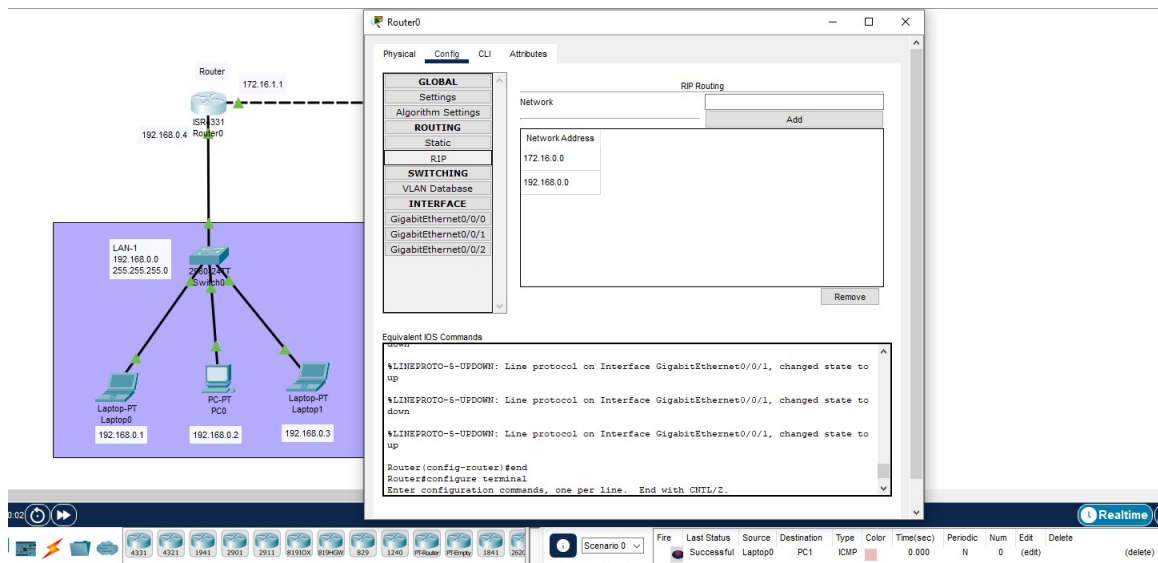 Router0
Physical Config CLI Attributes
GLOBAL
Settings
Algorithm Settings
ROUTING
Static
RIP
SWITCHING
VLAN Database
INTERFACE
GigabitEthernet0/0/0
GigabitEthernet0/0/1
GigabitEthernet0/0/2
RIP Routing
Network
Add
Network Address
172.16.0.0
192.168.0.0
Remove
Equivalent IOS Commands
down
%LINEPROTO-5-UPDOWN: Line protocol on Interface GigabitEthernet0/0/1, changed state to
up
%LINEPROTO-5-UPDOWN: Line protocol on Interface GigabitEthernet0/0/1, changed state to
down
%LINEPROTO-5-UPDOWN: Line protocol on Interface GigabitEthernet0/0/1, changed state to
up
Router(config-router)#end
Router#configure terminal
Enter configuration commands, one per line. End with CNTL/Z.
Router
172.16.1.1
ISR4331
192.168.0.4 Router0
LAN-1
192.168.0.0
255.255.255.0
2960-24TT
Switch0
Laptop-PT
Laptop0
192.168.0.1
PC-PT
PC0
192.168.0.2
Laptop-PT
Laptop1
192.168.0.3
Realtime
4331 4321 1941 2901 2911 819IOX 819HGW 829 1240 PT-Router PT-Empty 1841
Scenario 0
Fire Last Status Source Destination Type Color Time(sec) Periodic Num Edit Delete
Successful Laptop0 PC1 ICMP 0.000 N 0 (edit) (delete)